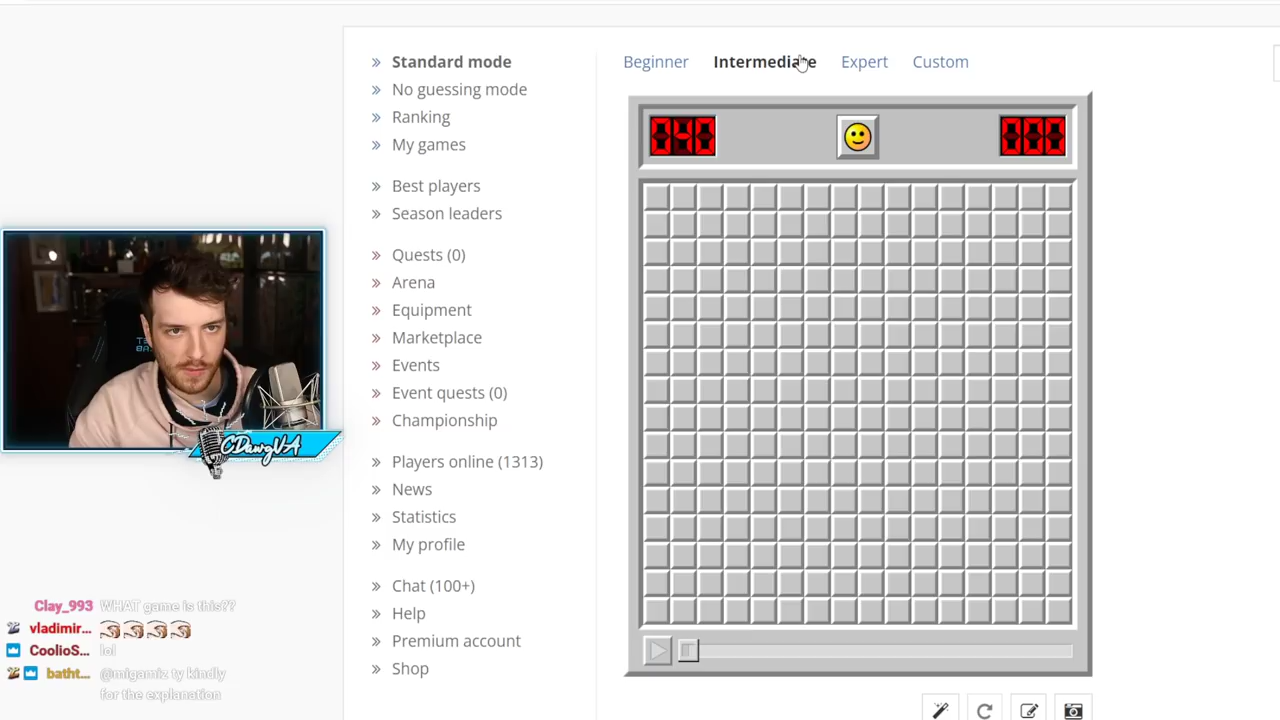 Standard mode
No guessing mode
Ranking
My games
Best players
Season leaders
Quests (0)
Arena
Equipment
Marketplace
Events
Event quests (0)
Championship
Players online (1313)
News
Statistics
My profile
Chat (100+)
Help
Premium account
Shop
Beginner Intermediate Expert Custom
040 000
CDawgVA
Clay_993 WHAT game is this??
vladimir...
CoolioS... lol
batht... @migamiz ty kindly
for the explanation